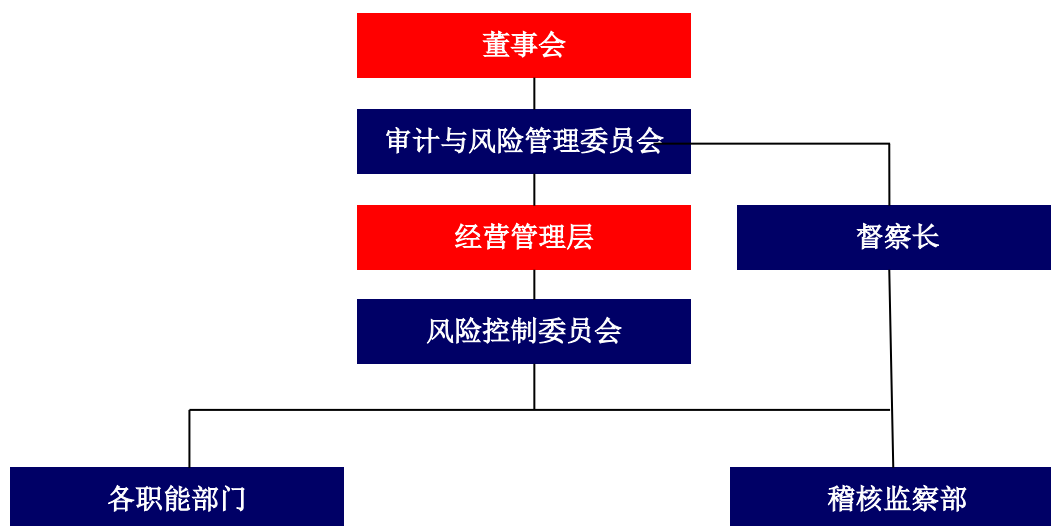 董事会
审计与风险管理委员会
经营管理层
督察长
风险控制委员会
各职能部门
稽核监察部